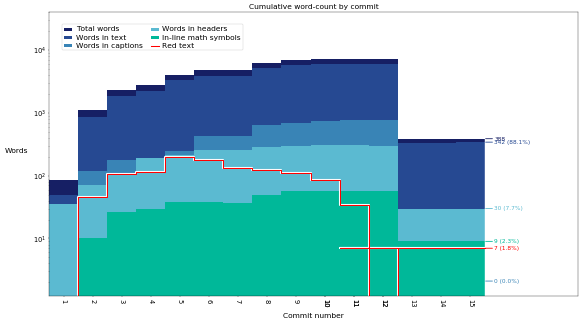 Cumulative word-count by commit
Total words
Words in text
Words in captions
Words in headers
In-line math symbols
Red text
Words
10⁴
10³
10²
10¹
388
342 (88.1%)
30 (7.7%)
9 (2.3%)
7 (1.8%)
0 (0.0%)
1 2 3 4 5 6 7 8 9 10 11 12 13 14 15
Commit number